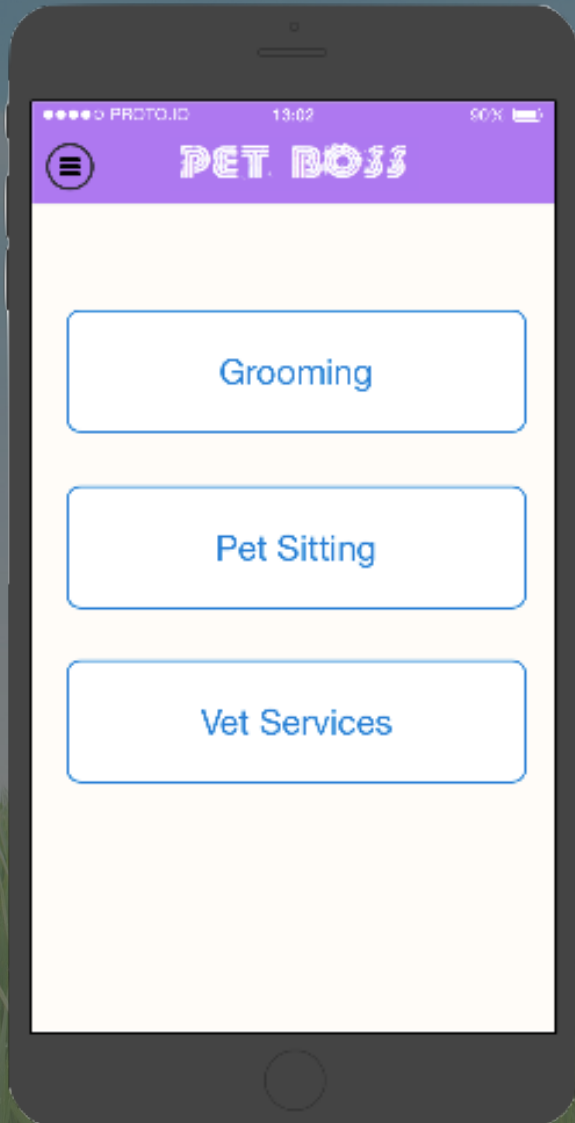 PROTO.IO 13:02 90%
PET BOSS
Grooming
Pet Sitting
Vet Services